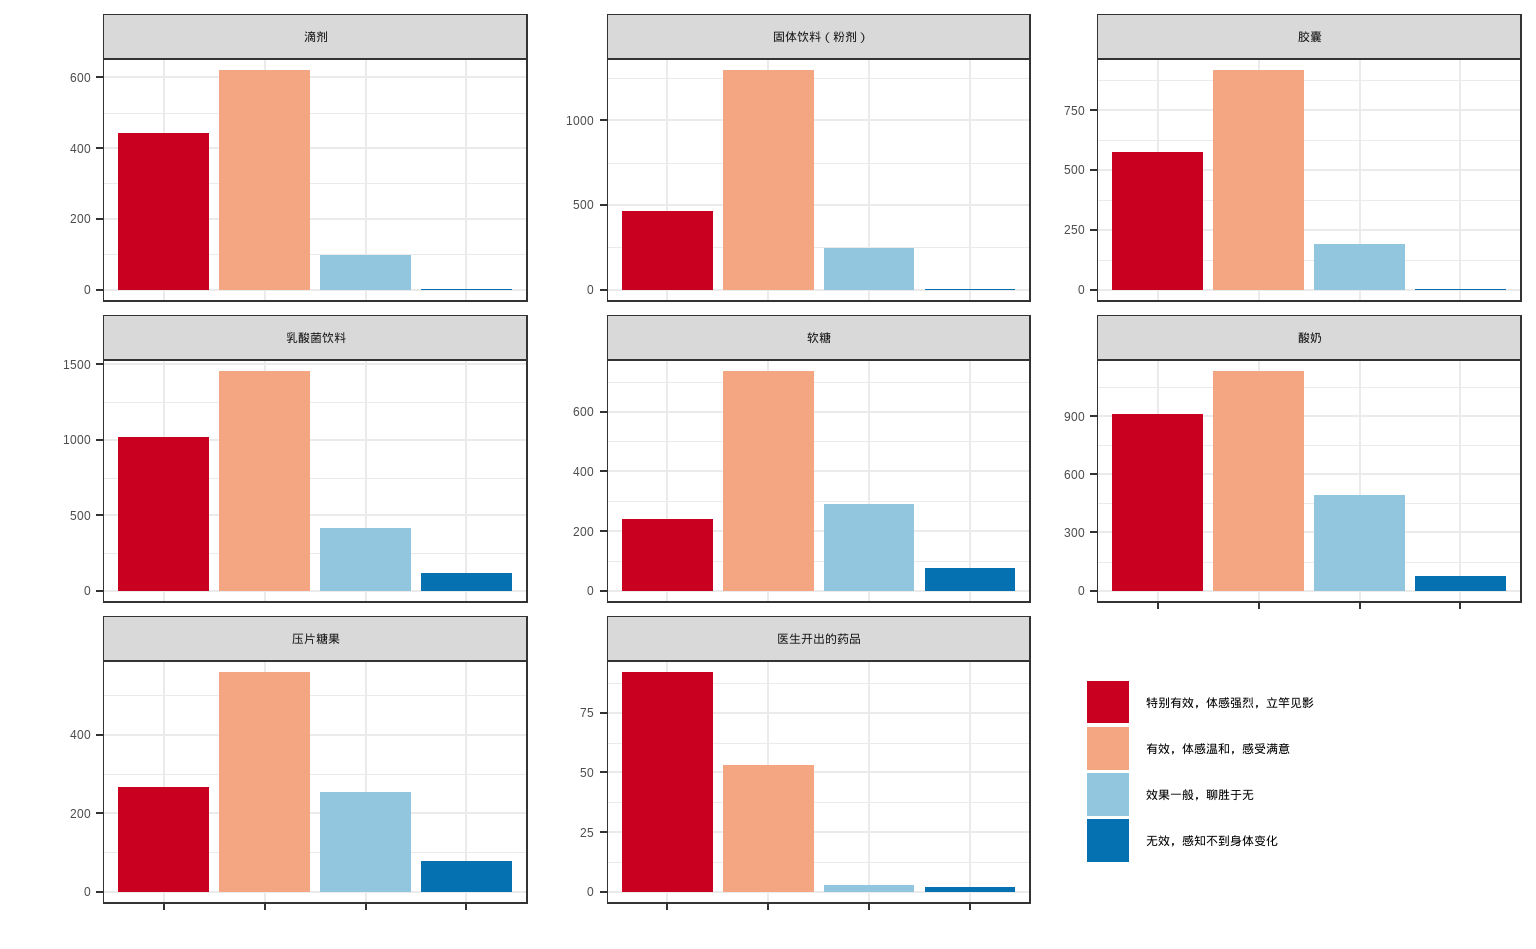 滴剂
600
400
200
0
固体饮料（粉剂）
1000
500
0
胶囊
750
500
250
0
乳酸菌饮料
1500
1000
500
0
软糖
600
400
200
0
酸奶
900
600
300
0
压片糖果
400
200
0
医生开出的药品
75
50
25
0
特别有效，体感强烈，立竿见影
有效，体感温和，感受满意
效果一般，聊胜于无
无效，感知不到身体变化